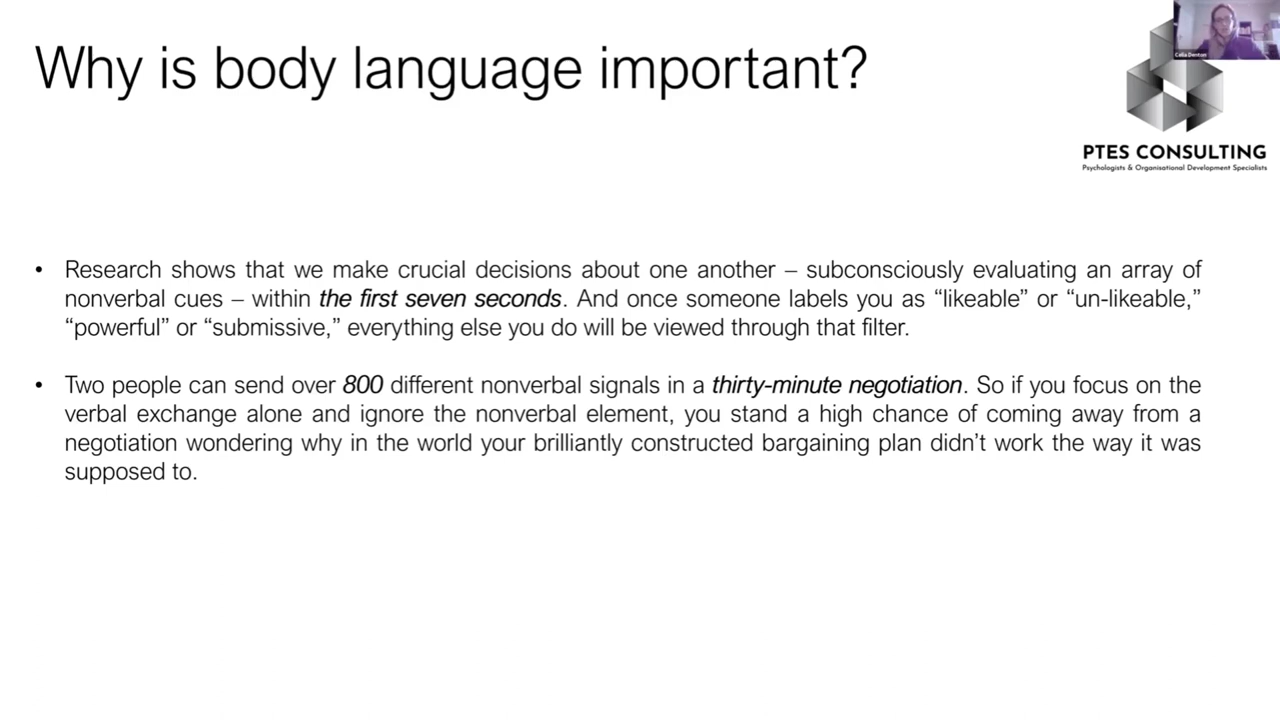 Why is body language important?
Celia Denton
PTES CONSULTING
Psychologists & Organisational Development Specialists
• Research shows that we make crucial decisions about one another – subconsciously evaluating an array of
nonverbal cues – within the first seven seconds. And once someone labels you as “likeable” or “un-likeable,”
“powerful” or “submissive,” everything else you do will be viewed through that filter.
• Two people can send over 800 different nonverbal signals in a thirty-minute negotiation. So if you focus on the
verbal exchange alone and ignore the nonverbal element, you stand a high chance of coming away from a
negotiation wondering why in the world your brilliantly constructed bargaining plan didn’t work the way it was
supposed to.